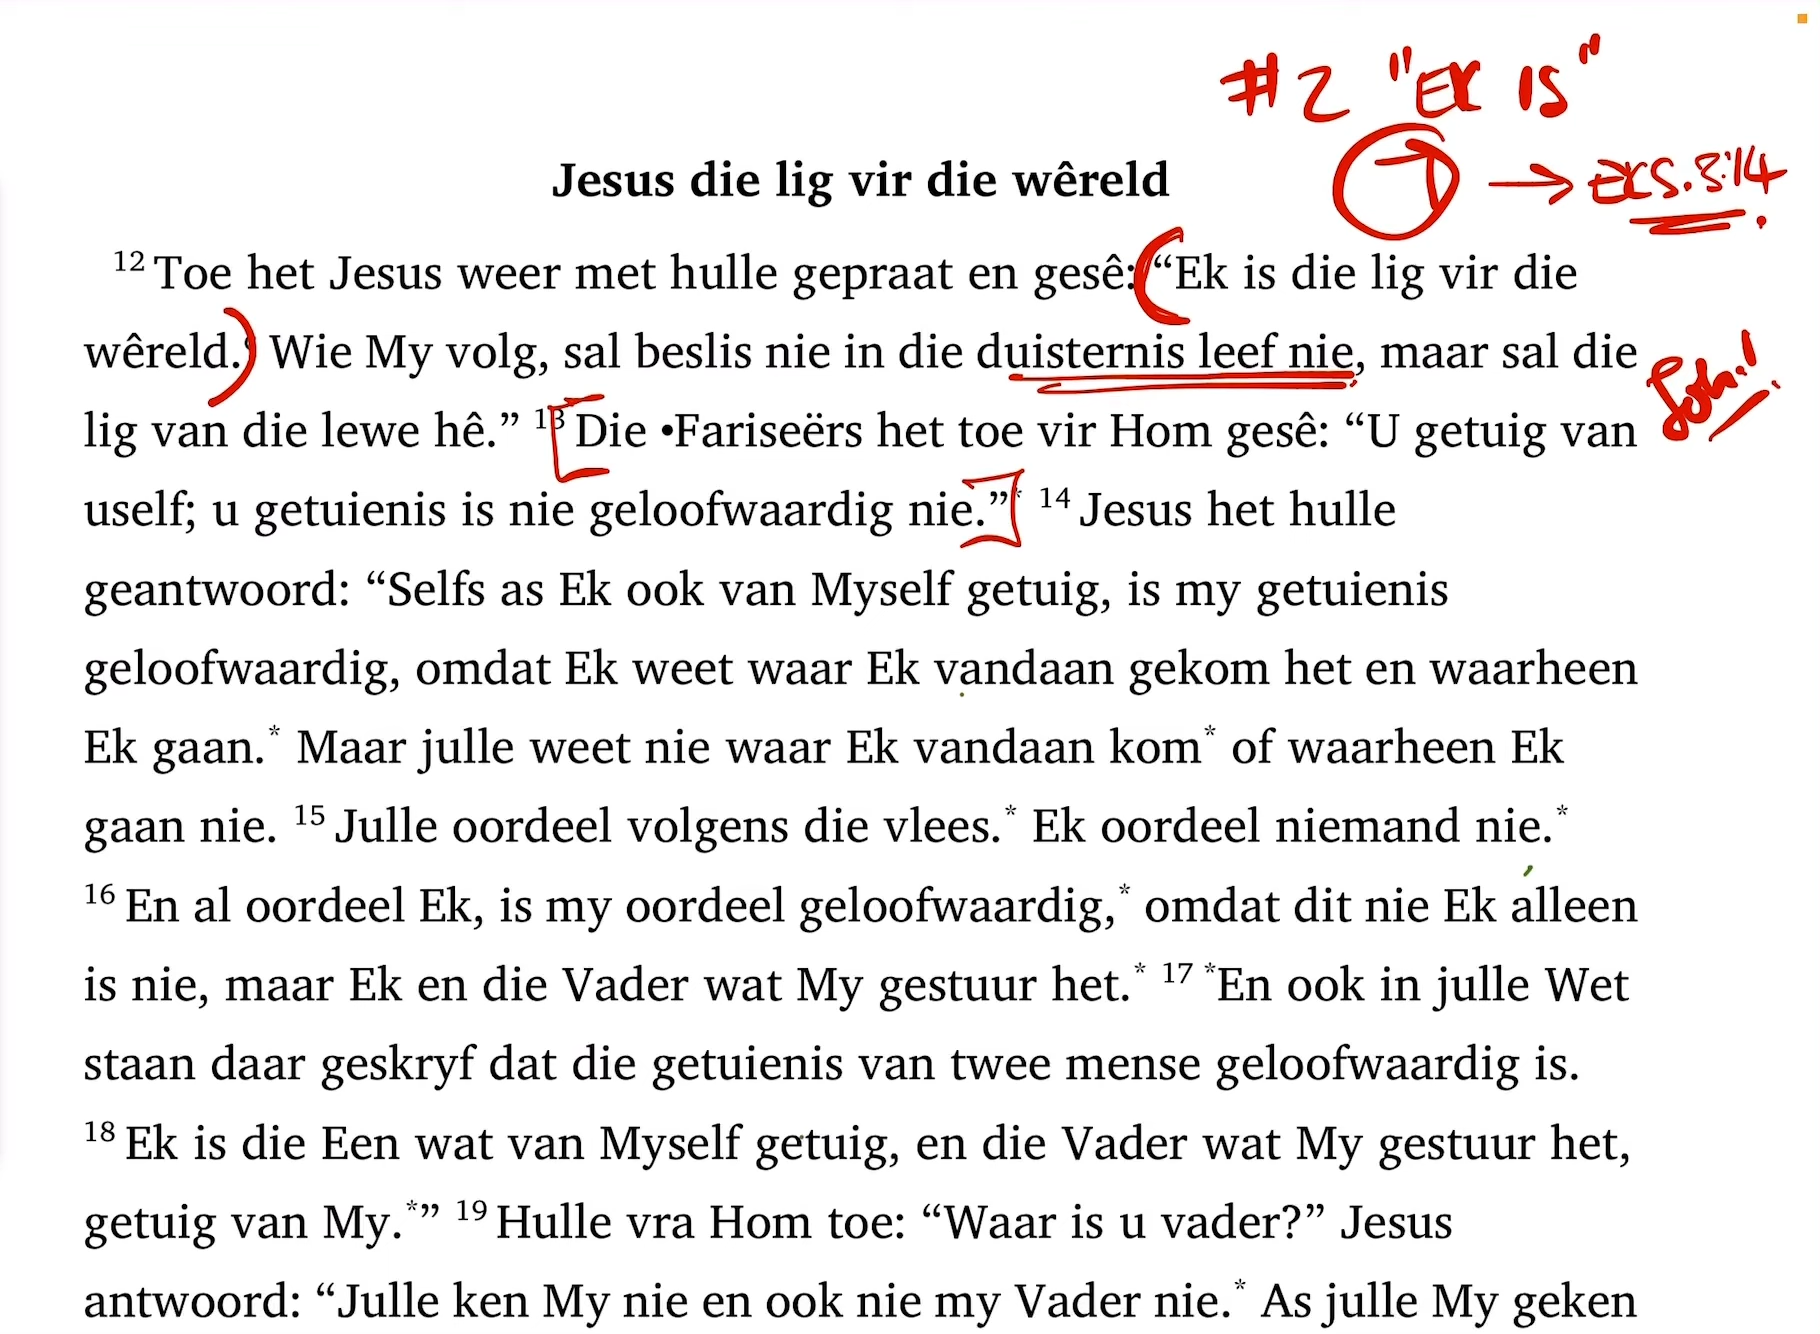 #2 "EK IS"
7 → EKS. 3:14
Jesus die lig vir die wêreld
12 Toe het Jesus weer met hulle gepraat en gesê: (“Ek is die lig vir die
wêreld.) Wie My volg, sal beslis nie in die duisternis leef nie, maar sal die
lig van die lewe hê.” 13 [Die •Fariseërs het toe vir Hom gesê: “U getuig van
Joh. 1
uself; u getuienis is nie geloofwaardig nie.”*] 14 Jesus het hulle
geantwoord: “Selfs as Ek ook van Myself getuig, is my getuienis
geloofwaardig, omdat Ek weet waar Ek vandaan gekom het en waarheen
Ek gaan.* Maar julle weet nie waar Ek vandaan kom* of waarheen Ek
gaan nie. 15 Julle oordeel volgens die vlees.* Ek oordeel niemand nie.*
16 En al oordeel Ek, is my oordeel geloofwaardig,* omdat dit nie Ek alleen
is nie, maar Ek en die Vader wat My gestuur het.* 17 *En ook in julle Wet
staan daar geskryf dat die getuienis van twee mense geloofwaardig is.
18 Ek is die Een wat van Myself getuig, en die Vader wat My gestuur het,
getuig van My.*” 19 Hulle vra Hom toe: “Waar is u vader?” Jesus
antwoord: “Julle ken My nie en ook nie my Vader nie.* As julle My geken